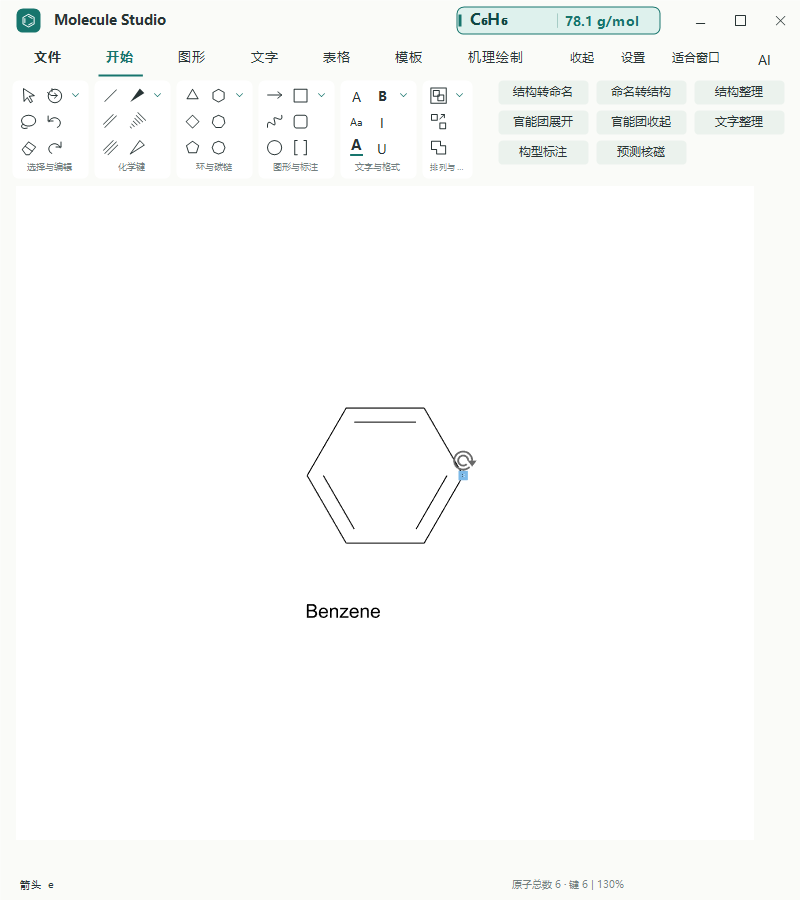 Molecule Studio
C₆H₆
78.1 g/mol
文件
开始
图形
文字
表格
模板
机理绘制
收起
设置
适合窗口
AI
A
B
Aa
I
A
U
选择与编辑
化学键
环与碳链
图形与标注
文字与格式
排列与...
结构转命名
命名转结构
结构整理
官能团展开
官能团收起
文字整理
构型标注
预测核磁
Benzene
箭头 e
原子总数 6 · 键 6 | 130%